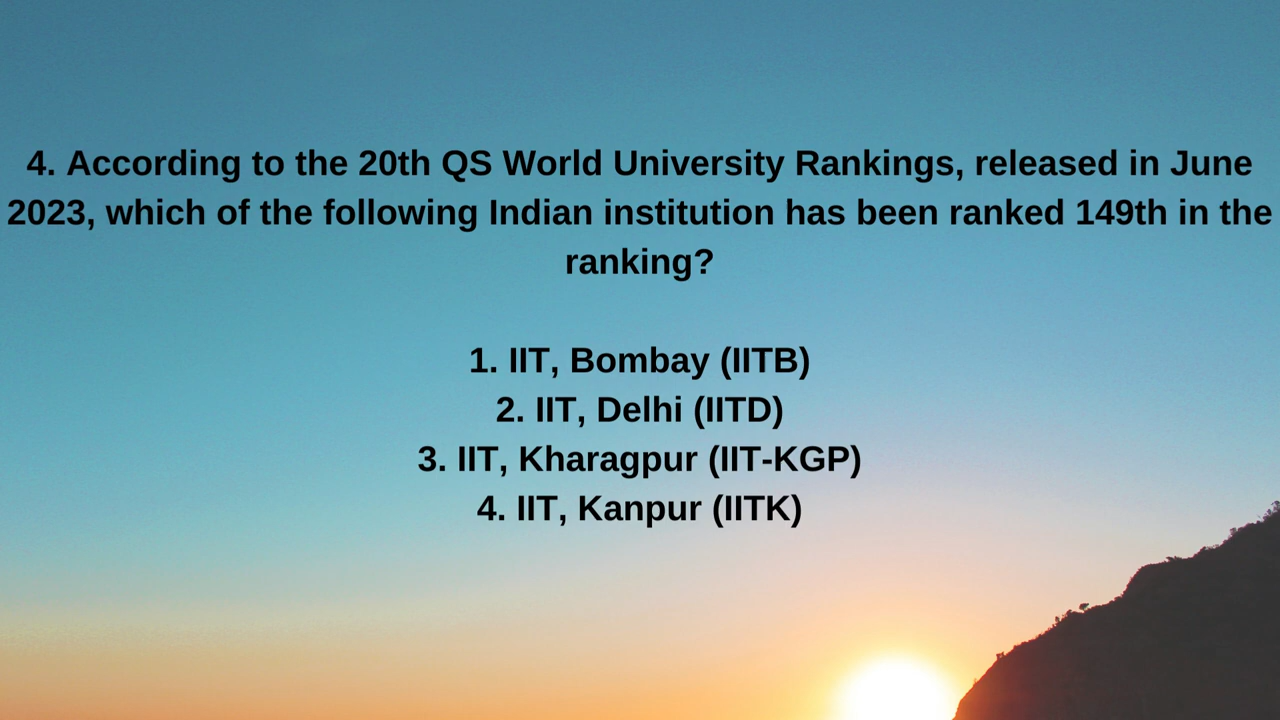 4. According to the 20th QS World University Rankings, released in June
2023, which of the following Indian institution has been ranked 149th in the
ranking?
1. IIT, Bombay (IITB)
2. IIT, Delhi (IITD)
3. IIT, Kharagpur (IIT-KGP)
4. IIT, Kanpur (IITK)